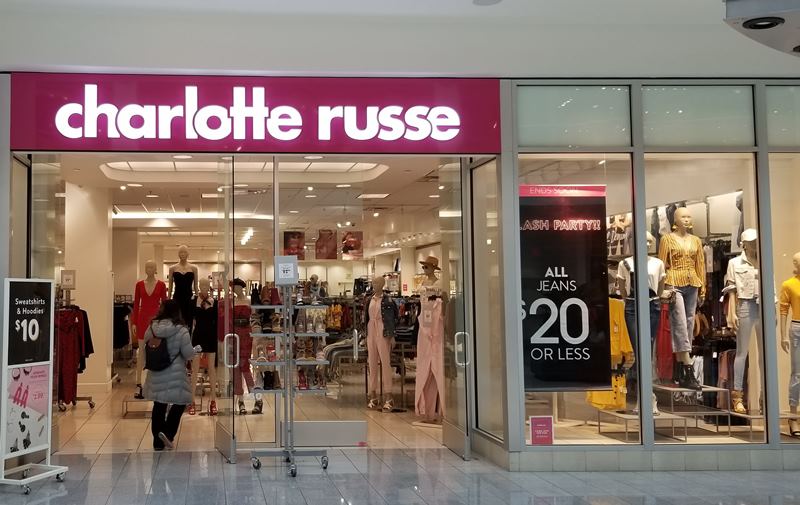 charlotte russe
ENDS SOON
LASH PARTY!!
ALL
JEANS
$20
OR LESS
Sweatshirts
& Hoodies
$10